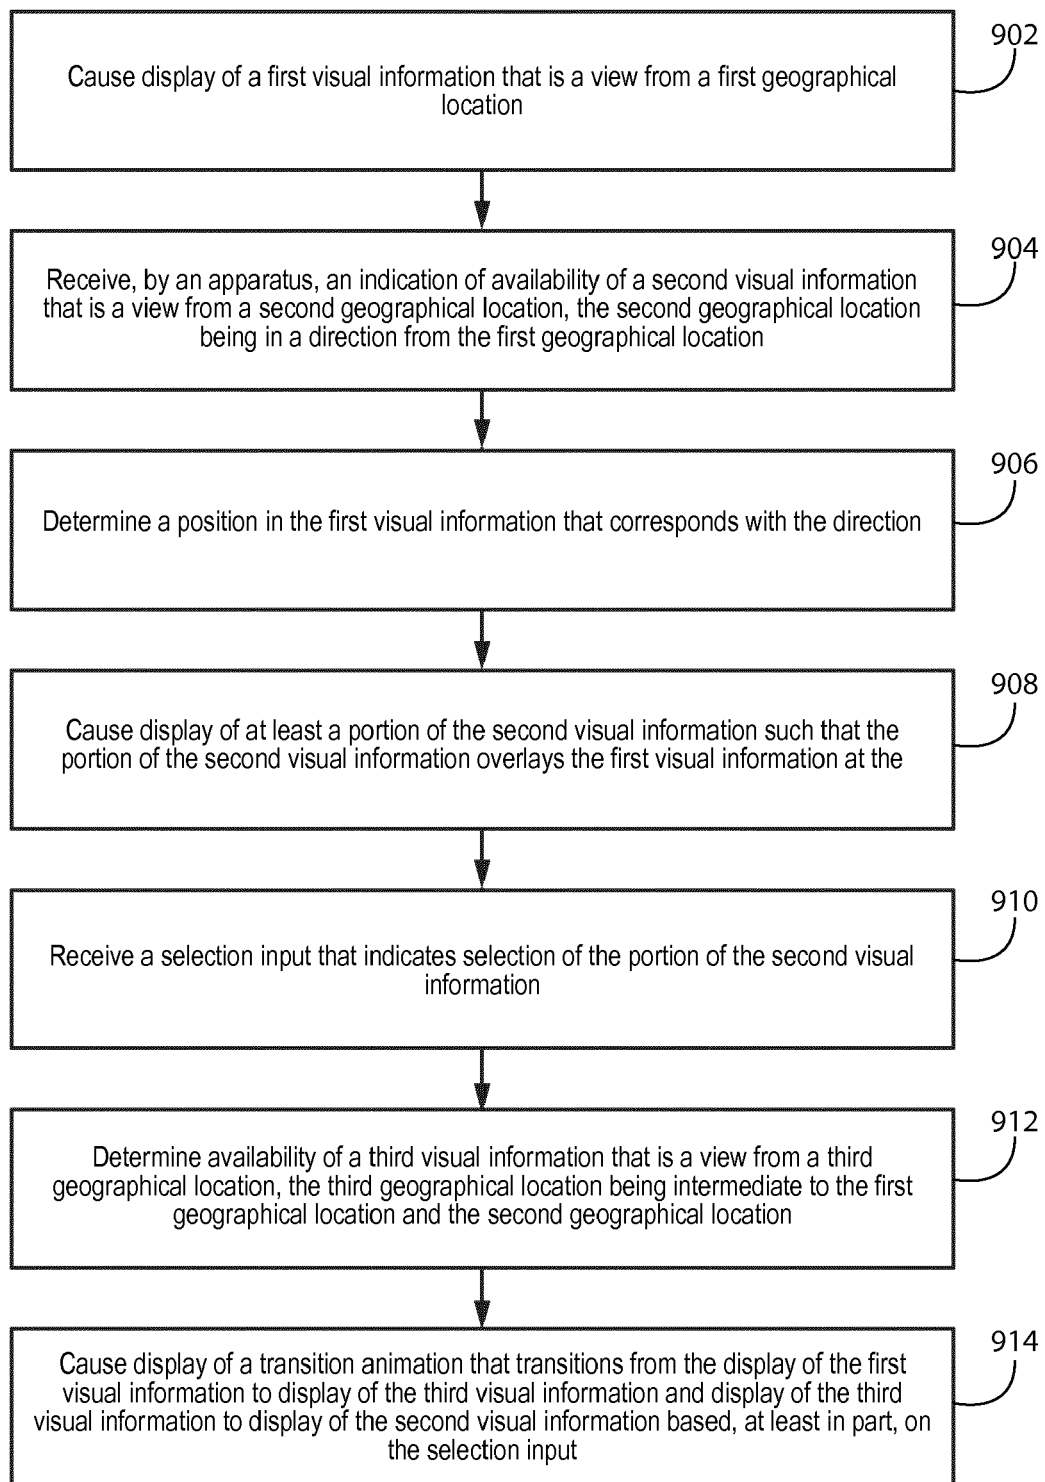 902
Cause display of a first visual information that is a view from a first geographical
location
904
Receive, by an apparatus, an indication of availability of a second visual information
that is a view from a second geographical location, the second geographical location
being in a direction from the first geographical location
906
Determine a position in the first visual information that corresponds with the direction
908
Cause display of at least a portion of the second visual information such that the
portion of the second visual information overlays the first visual information at the
910
Receive a selection input that indicates selection of the portion of the second visual
information
912
Determine availability of a third visual information that is a view from a third
geographical location, the third geographical location being intermediate to the first
geographical location and the second geographical location
914
Cause display of a transition animation that transitions from the display of the first
visual information to display of the third visual information and display of the third
visual information to display of the second visual information based, at least in part, on
the selection input